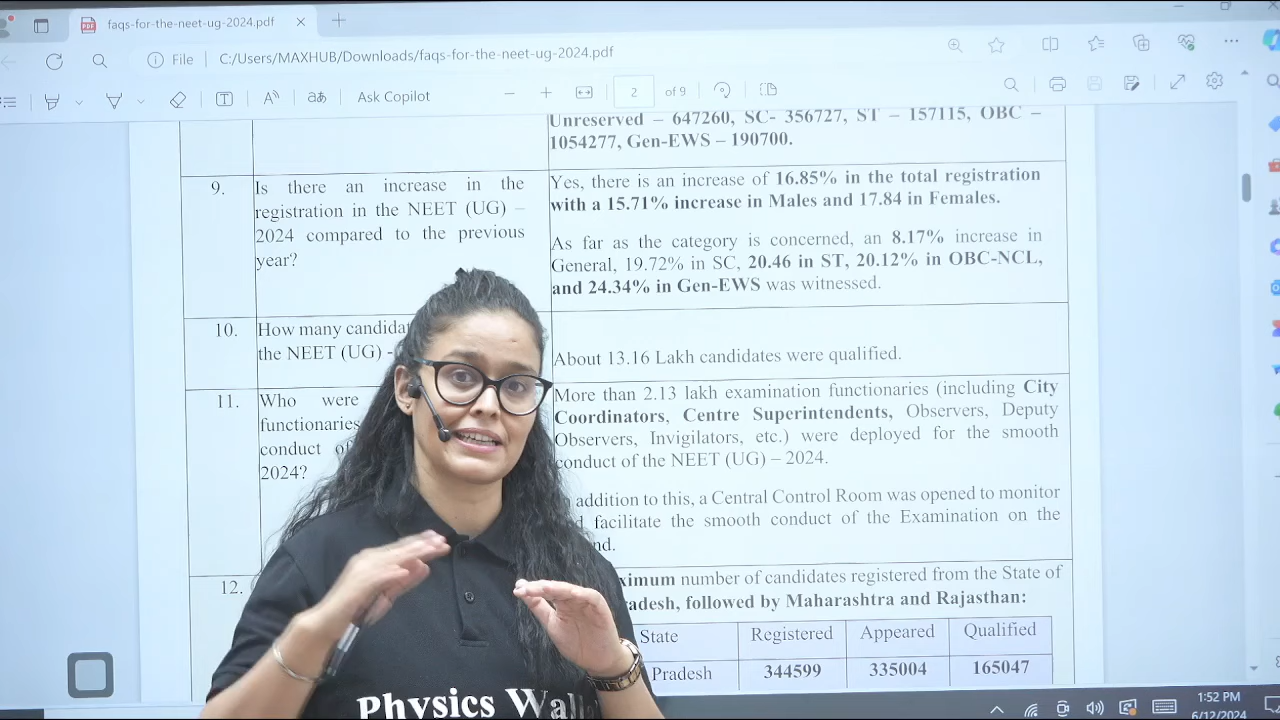 faqs-for-the-neet-ug-2024.pdf
File C:/Users/MAXHUB/Downloads/faqs-for-the-neet-ug-2024.pdf
Ask Copilot
2 of 9
Unreserved – 647260, SC- 356727, ST – 157115, OBC –
1054277, Gen-EWS – 190700.
9.
Is there an increase in the
registration in the NEET (UG) –
2024 compared to the previous
year?
Yes, there is an increase of 16.85% in the total registration
with a 15.71% increase in Males and 17.84 in Females.
As far as the category is concerned, an 8.17% increase in
General, 19.72% in SC, 20.46 in ST, 20.12% in OBC-NCL,
and 24.34% in Gen-EWS was witnessed.
10.
How many
the NEET (UG) -
About 13.16 Lakh candidates were qualified.
11.
Who were
functionaries
conduct
2024?
More than 2.13 lakh examination functionaries (including City
Coordinators, Centre Superintendents, Observers, Deputy
Observers, Invigilators, etc.) were deployed for the smooth
conduct of the NEET (UG) – 2024.
addition to this, a Central Control Room was opened to monitor
facilitate the smooth conduct of the Examination on the
12.
number of candidates registered from the State of
followed by Maharashtra and Rajasthan:
State Registered Appeared Qualified
Pradesh 344599 335004 165047
Physics
1:52 PM
6/12/2024